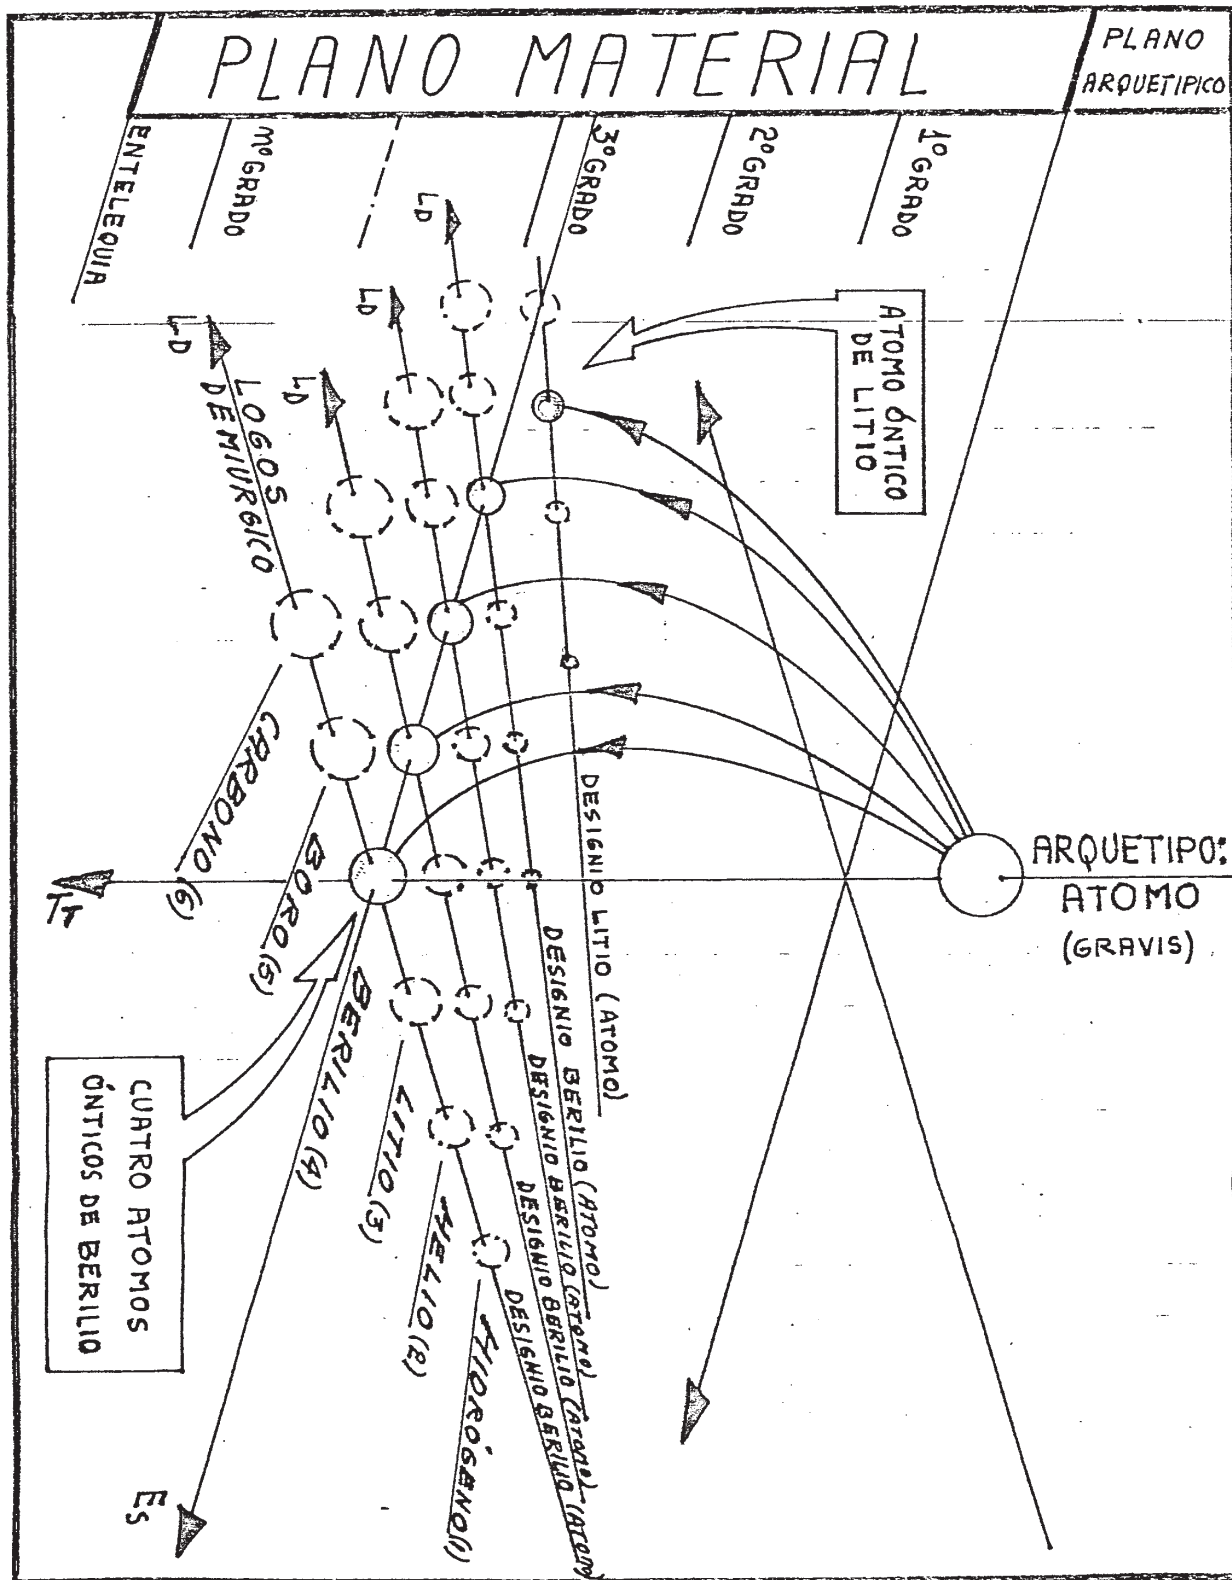 PLANO MATERIAL
PLANO
ARQUETIPICO
ENTELEQUIA
mº GRADO
3º GRADO
2º GRADO
1º GRADO
LD
LD
LD
LD
LOGOS
DEMIURGICO
ATOMO ÓNTICO
DE LITIO
ARQUETIPO:
ATOMO
(GRAVIS)
TT
CARBONO (6)
BORO (5)
BERILIO (4)
LITIO (3)
HELIO (2)
HIDRÓGENO (1)
DESIGNIO LITIO (ATOMO)
DESIGNIO BERILIO (ATOMO)
DESIGNIO BERILIO (ATOMO)
DESIGNIO BERILIO (ATOMO)
DESIGNIO BERILIO (ATOM)
CUATRO ATOMOS
ÓNTICOS DE BERILIO
ES